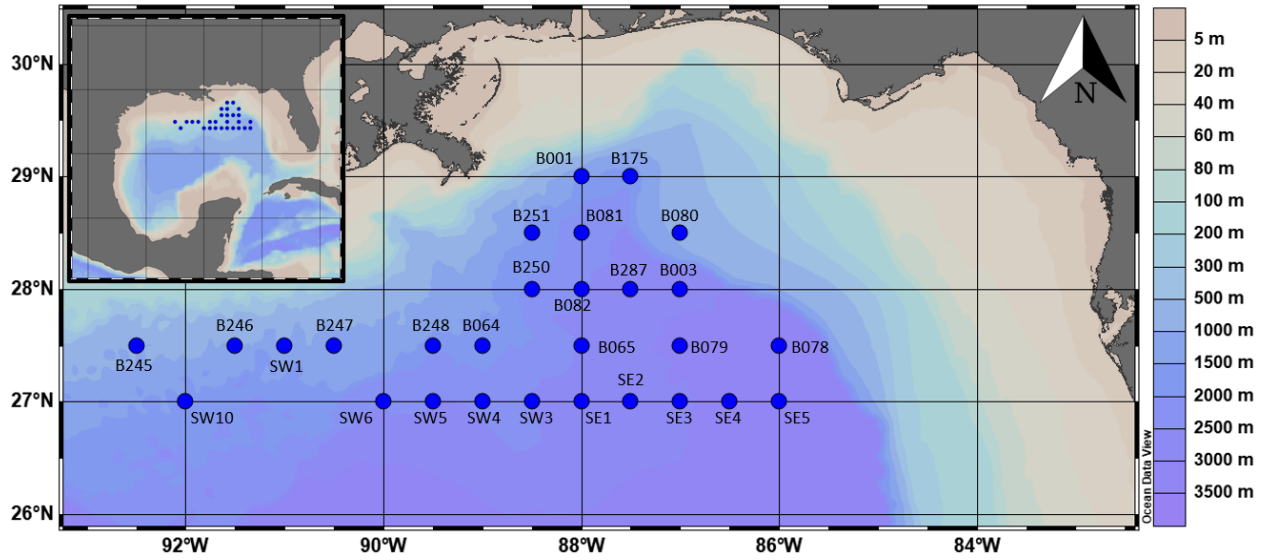 5 m
30°N
20 m
N
40 m
60 m
29°N
B001
B175
80 m
100 m
B251
B081
B080
200 m
300 m
B250
B287
B003
28°N
B082
500 m
B246
B247
B248
B064
1000 m
B065
B079
B078
B245
SW1
1500 m
SE2
2000 m
27°N
SW10
SW6
SW5
SW4
SW3
SE1
SE3
SE4
SE5
2500 m
3000 m
3500 m
26°N
Ocean Data View
92°W
90°W
88°W
86°W
84°W